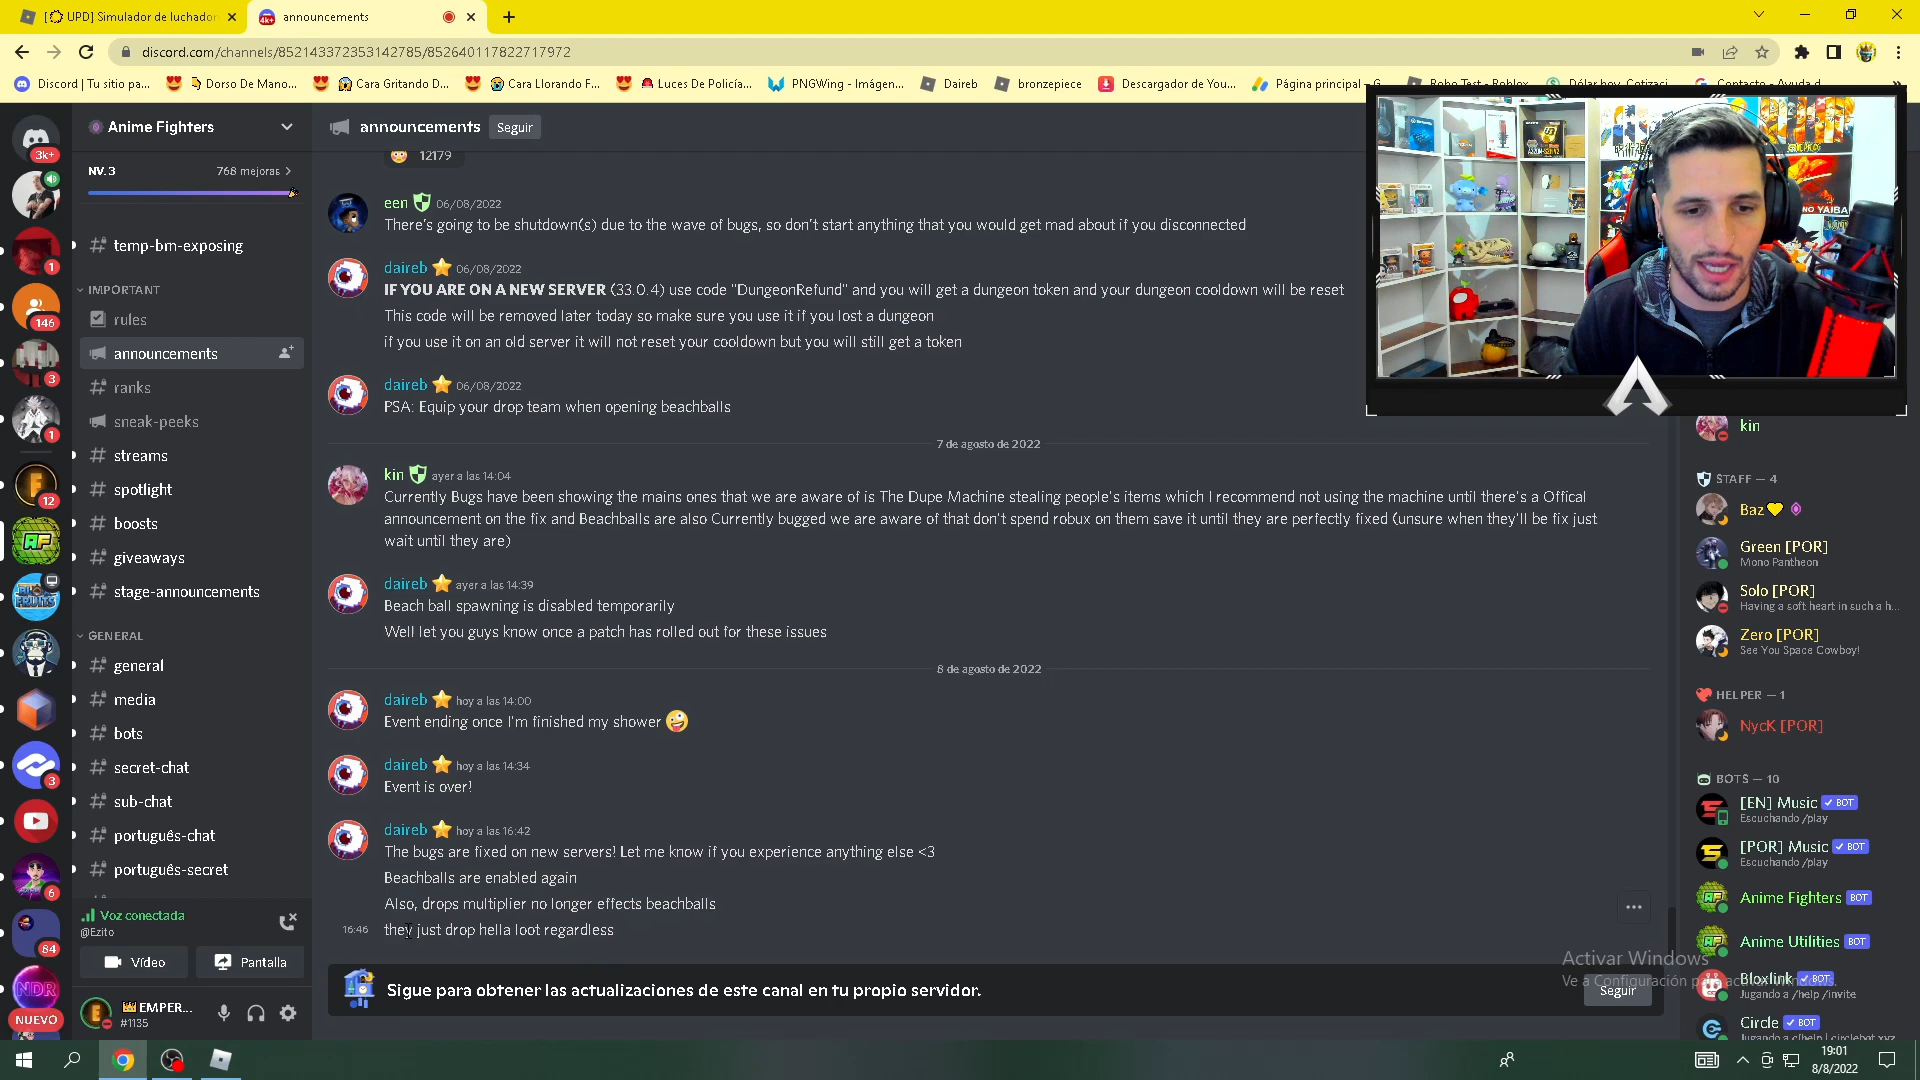 [ UPD] Simulador de luchador
announcements
discord.com/channels/852143372353142785/852640117822717972
Discord | Tu sitio pa...
Dorso De Mano...
Cara Gritando D...
Cara Llorando F...
Luces De Policía...
PNGWing - Imágen...
Daireb
bronzepiece
Descargador de You...
Página principal - G
Anime Fighters
announcements
Seguir
NV. 3
768 mejoras
temp-bm-exposing
IMPORTANT
rules
announcements
ranks
sneak-peeks
streams
spotlight
boosts
giveaways
stage-announcements
GENERAL
general
media
bots
secret-chat
sub-chat
português-chat
português-secret
Voz conectada
@Ezito
Vídeo
Pantalla
EMPER...
#1135
3k+
1
146
3
1
12
3
6
84
NDR
NUEVO
12179
een 06/08/2022
There's going to be shutdown(s) due to the wave of bugs, so don't start anything that you would get mad about if you disconnected
daireb 06/08/2022
IF YOU ARE ON A NEW SERVER (33.0.4) use code "DungeonRefund" and you will get a dungeon token and your dungeon cooldown will be reset
This code will be removed later today so make sure you use it if you lost a dungeon
if you use it on an old server it will not reset your cooldown but you will still get a token
daireb 06/08/2022
PSA: Equip your drop team when opening beachballs
7 de agosto de 2022
kin ayer a las 14:04
Currently Bugs have been showing the mains ones that we are aware of is The Dupe Machine stealing people's items which I recommend not using the machine until there's a Offical
announcement on the fix and Beachballs are also Currently bugged we are aware of that don't spend robux on them save it until they are perfectly fixed (unsure when they'll be fix just
wait until they are)
daireb ayer a las 14:39
Beach ball spawning is disabled temporarily
Well let you guys know once a patch has rolled out for these issues
8 de agosto de 2022
daireb hoy a las 14:00
Event ending once I'm finished my shower
daireb hoy a las 14:34
Event is over!
daireb hoy a las 16:42
The bugs are fixed on new servers! Let me know if you experience anything else <3
Beachballs are enabled again
Also, drops multiplier no longer effects beachballs
16:46 they just drop hella loot regardless
Sigue para obtener las actualizaciones de este canal en tu propio servidor.
Seguir
NO YAIBA
kin
STAFF — 4
Baz
Green [POR]
Mono Pantheon
Solo [POR]
Having a soft heart in such a h...
Zero [POR]
See You Space Cowboy!
HELPER — 1
NycK [POR]
BOTS — 10
[EN] Music BOT
Escuchando /play
[POR] Music BOT
Escuchando /play
Anime Fighters BOT
Anime Utilities BOT
Bloxlink BOT
Jugando a /help /invite
Circle BOT
Activar Windows
19:01
8/8/2022